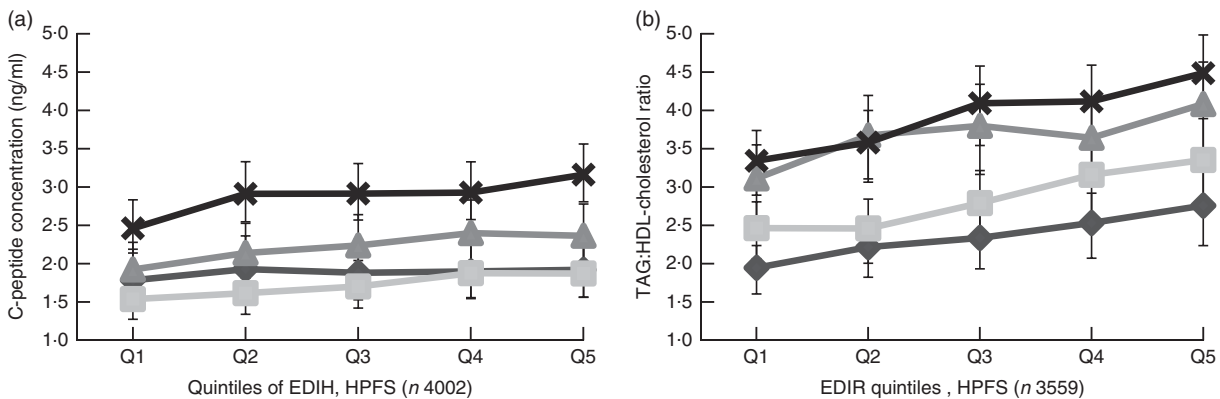 (a)
C-peptide concentration (ng/ml)
5·0
4·5
4·0
3·5
3·0
2·5
2·0
1·5
1·0
Q1 Q2 Q3 Q4 Q5
Quintiles of EDIH, HPFS (n 4002)
(b)
TAG:HDL-cholesterol ratio
5·0
4·5
4·0
3·5
3·0
2·5
2·0
1·5
1·0
Q1 Q2 Q3 Q4 Q5
EDIR quintiles , HPFS (n 3559)